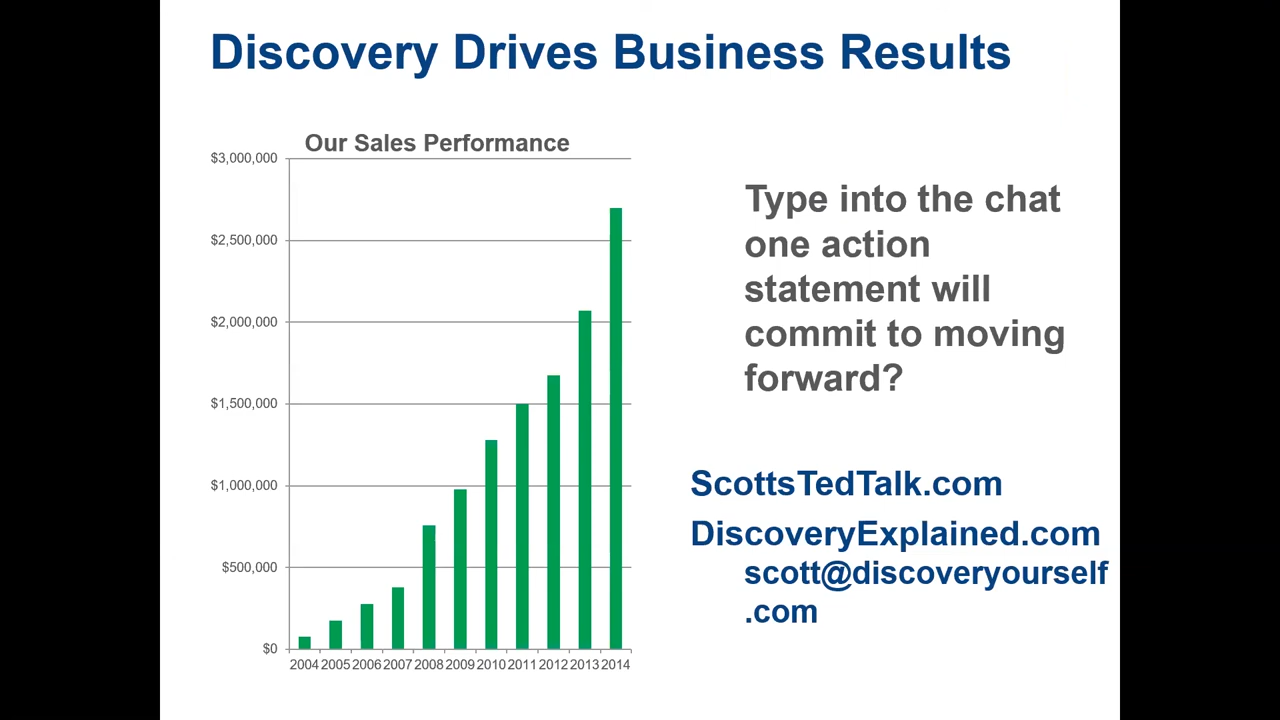 Discovery Drives Business Results
Our Sales Performance
$3,000,000
$2,500,000
$2,000,000
$1,500,000
$1,000,000
$500,000
$0
2004 2005 2006 2007 2008 2009 2010 2011 2012 2013 2014
Type into the chat
one action
statement will
commit to moving
forward?
ScottsTedTalk.com
DiscoveryExplained.com
scott@discoveryourself
.com